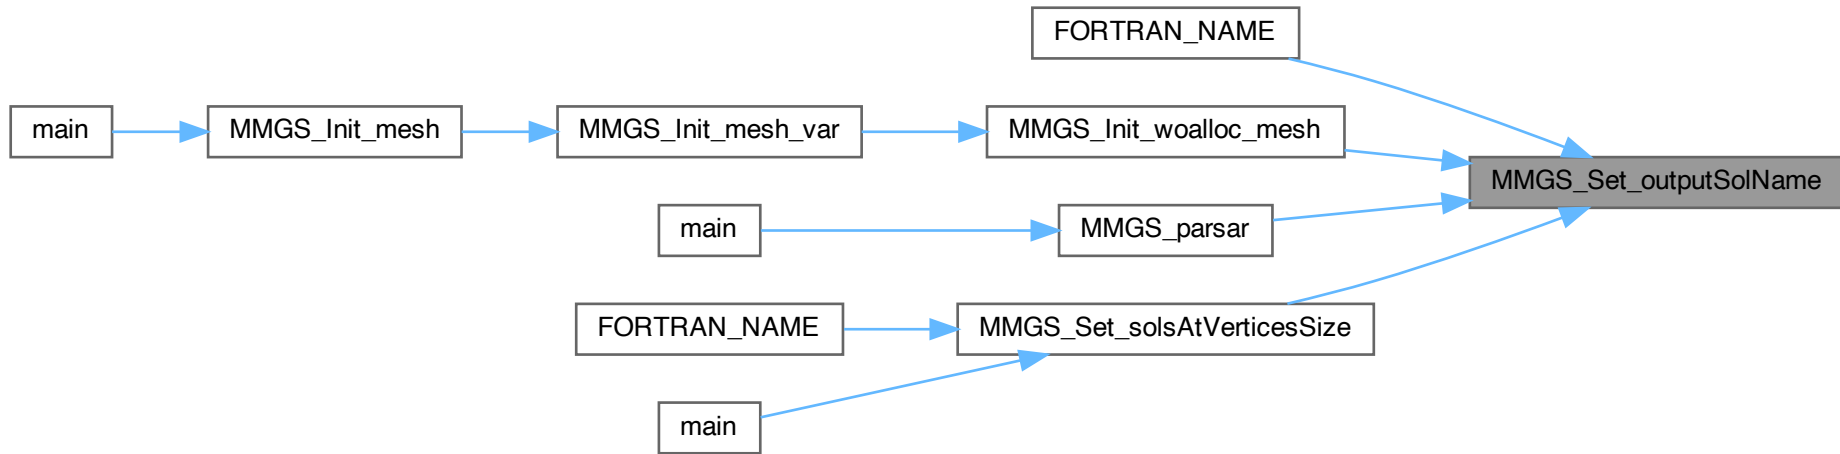 FORTRAN_NAME
main
MMGS_Init_mesh
MMGS_Init_mesh_var
MMGS_Init_woalloc_mesh
MMGS_Set_outputSolName
main
MMGS_parsar
FORTRAN_NAME
MMGS_Set_solsAtVerticesSize
main